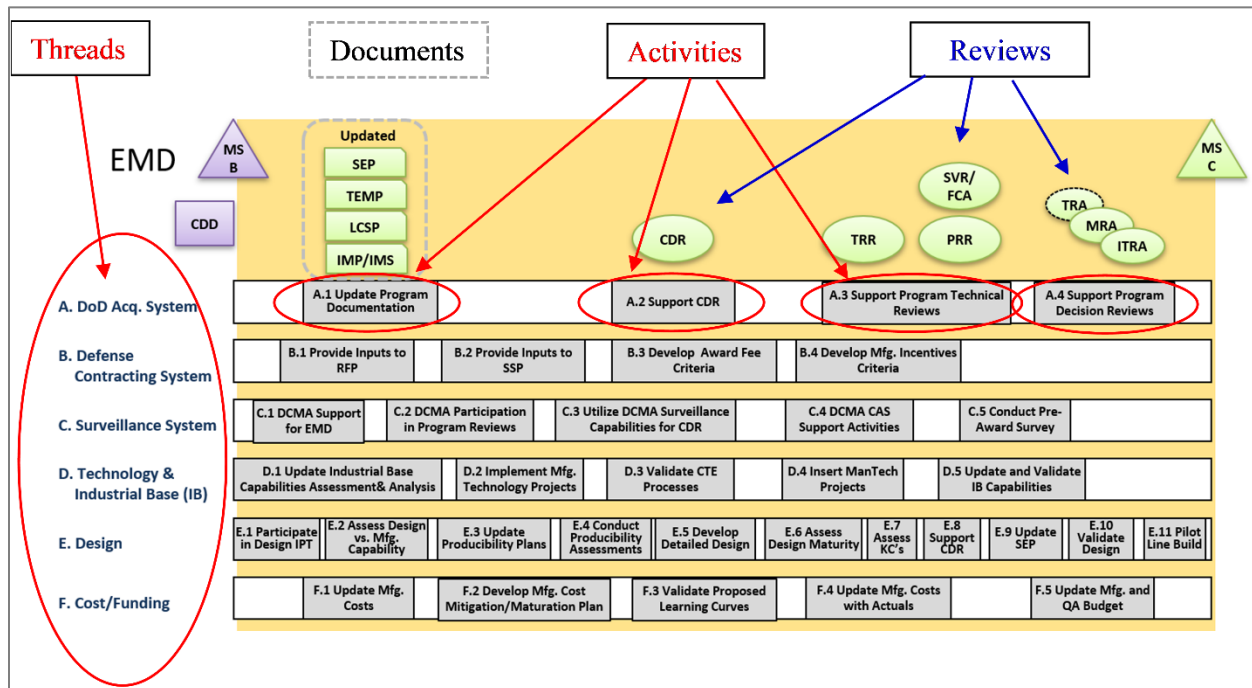 Threads
Documents
Activities
Reviews
EMD
MS
B
Updated
SEP
TEMP
LCSP
IMP/IMS
CDD
CDR
TRR
SVR/
FCA
PRR
TRA
MRA
ITRA
MS
C
A. DoD Acq. System
A.1 Update Program
Documentation
A.2 Support CDR
A.3 Support Program Technical
Reviews
A.4 Support Program
Decision Reviews
B. Defense
Contracting System
B.1 Provide Inputs to
RFP
B.2 Provide Inputs to
SSP
B.3 Develop Award Fee
Criteria
B.4 Develop Mfg. Incentives
Criteria
C. Surveillance System
C.1 DCMA Support
for EMD
C.2 DCMA Participation
in Program Reviews
C.3 Utilize DCMA Surveillance
Capabilities for CDR
C.4 DCMA CAS
Support Activities
C.5 Conduct Pre-
Award Survey
D. Technology &
Industrial Base (IB)
D.1 Update Industrial Base
Capabilities Assessment& Analysis
D.2 Implement Mfg.
Technology Projects
D.3 Validate CTE
Processes
D.4 Insert ManTech
Projects
D.5 Update and Validate
IB Capabilities
E. Design
E.1 Participate
in Design IPT
E.2 Assess Design
vs. Mfg.
Capability
E.3 Update
Producibility Plans
E.4 Conduct
Producibility
Assessments
E.5 Develop
Detailed Design
E.6 Assess
Design Maturity
E.7
Assess
KC's
E.8
Support
CDR
E.9 Update
SEP
E.10
Validate
Design
E.11 Pilot
Line Build
F. Cost/Funding
F.1 Update Mfg.
Costs
F.2 Develop Mfg. Cost
Mitigation/Maturation Plan
F.3 Validate Proposed
Learning Curves
F.4 Update Mfg. Costs
with Actuals
F.5 Update Mfg. and
QA Budget